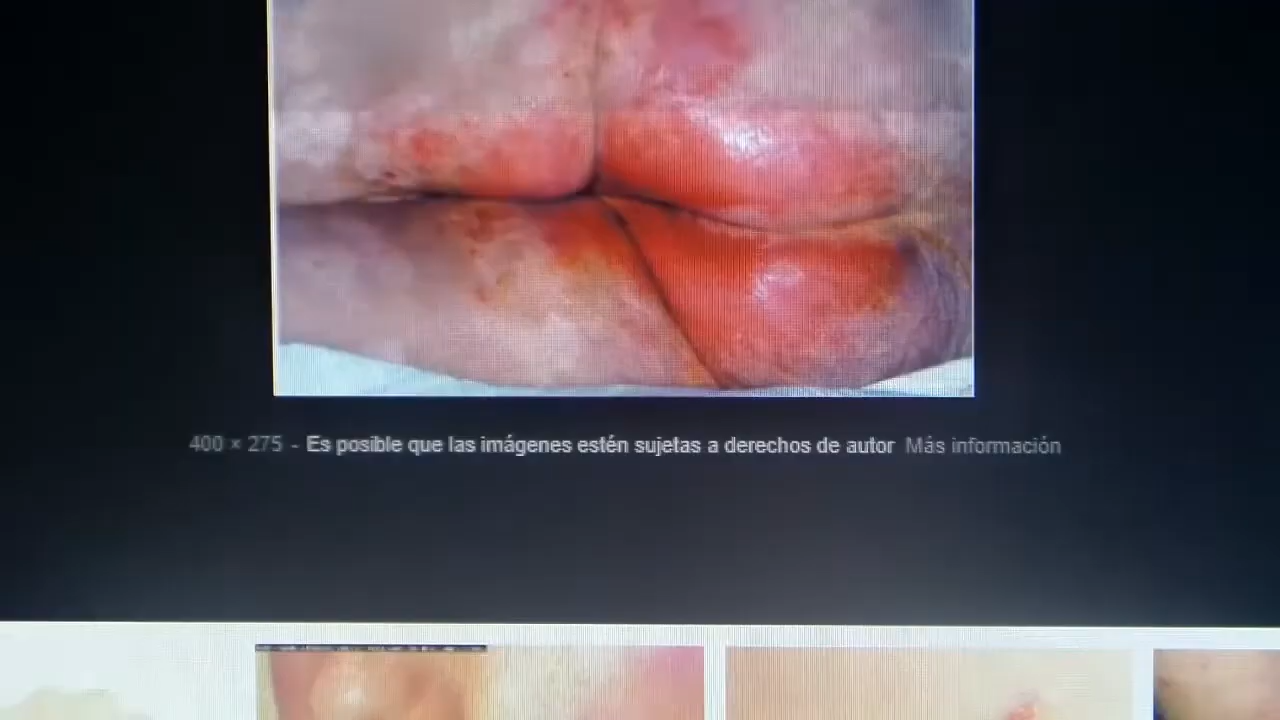 400 × 275 - Es posible que las imágenes estén sujetas a derechos de autor Más información